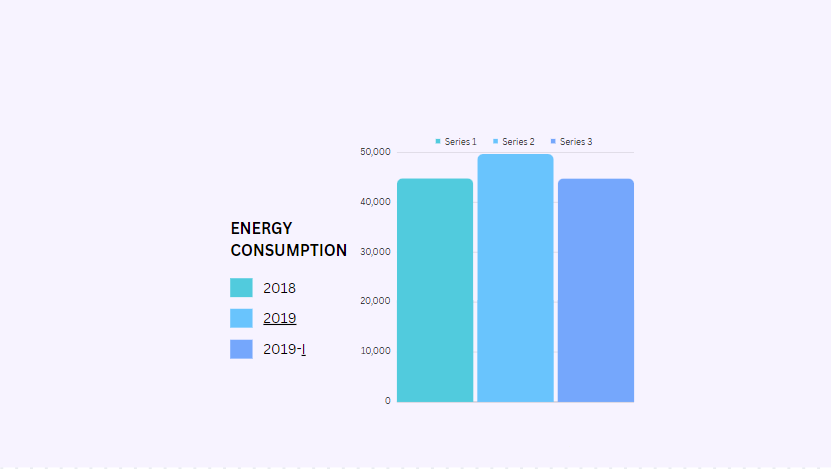 Series 1 Series 2 Series 3
50,000
40,000
30,000
20,000
10,000
0
ENERGY
CONSUMPTION
2018
2019
2019-I